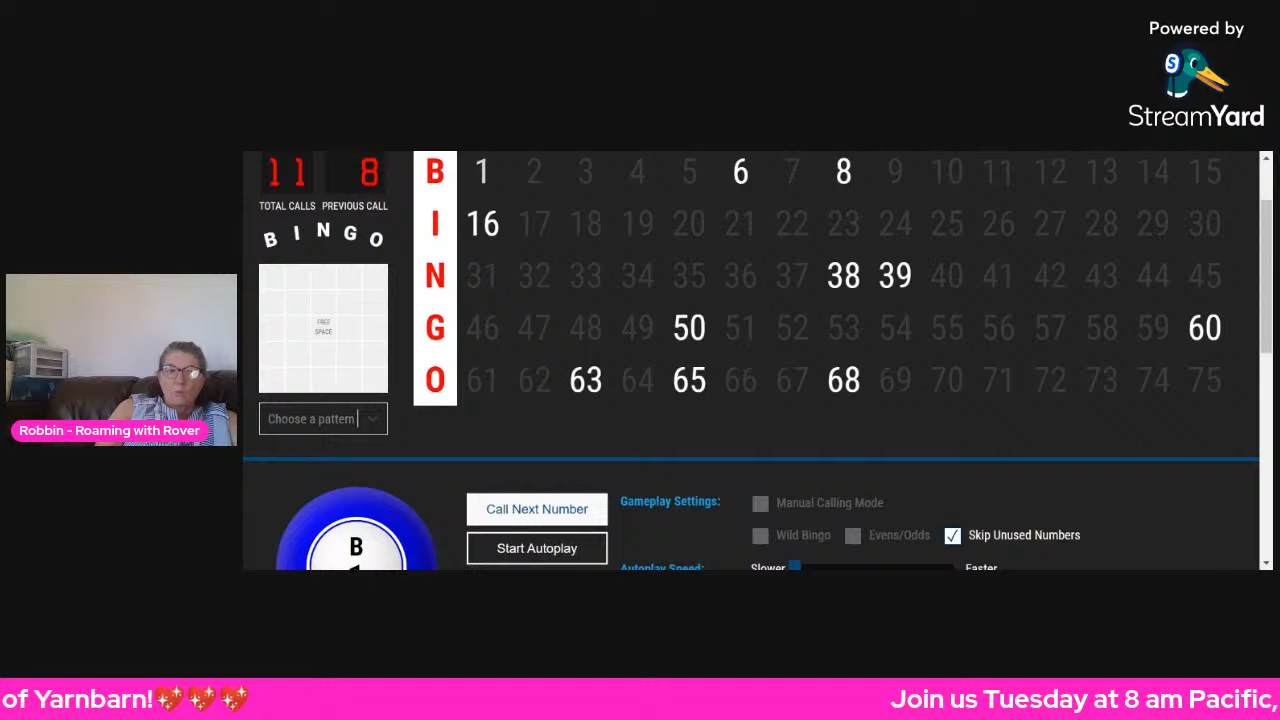 Powered by
S
StreamYard
11 8
TOTAL CALLS PREVIOUS CALL
BINGO
FREE
SPACE
Choose a pattern
B 1 2 3 4 5 6 7 8 9 10 11 12 13 14 15
I 16 17 18 19 20 21 22 23 24 25 26 27 28 29 30
N 31 32 33 34 35 36 37 38 39 40 41 42 43 44 45
G 46 47 48 49 50 51 52 53 54 55 56 57 58 59 60
O 61 62 63 64 65 66 67 68 69 70 71 72 73 74 75
Robbin - Roaming with Rover
B
Call Next Number
Start Autoplay
Gameplay Settings:
Manual Calling Mode
Wild Bingo Evens/Odds Skip Unused Numbers
Autoplay Speed: Slower Faster
of Yarnbarn!💖💖💖 Join us Tuesday at 8 am Pacific,